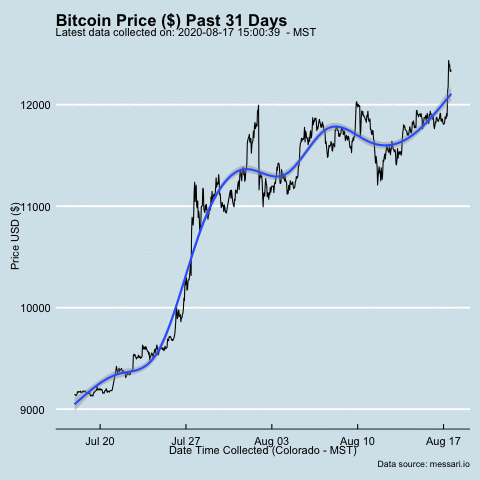 Bitcoin Price ($) Past 31 Days
Latest data collected on: 2020-08-17 15:00:39 - MST
12000
11000
10000
9000
Price USD ($)
Jul 20 Jul 27 Aug 03 Aug 10 Aug 17
Date Time Collected (Colorado - MST)
Data source: messari.io